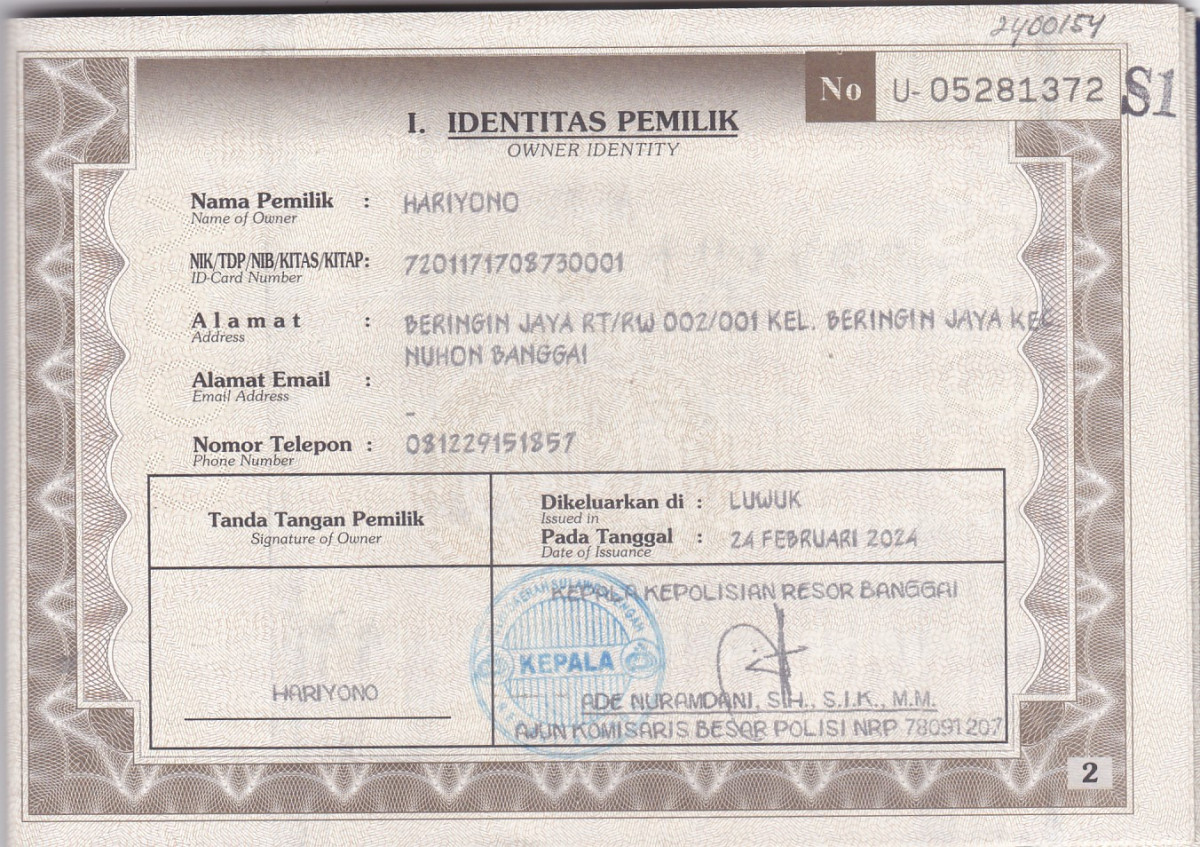 2400154
No U- 05281372 S1
I. IDENTITAS PEMILIK
OWNER IDENTITY
Nama Pemilik : HARIYONO
Name of Owner
NIK/TDP/NIB/KITAS/KITAP: 7201171708730001
ID-Card Number
Alamat : BERINGIN JAYA RT/RW 002/001 KEL. BERINGIN JAYA KEC
Address
NUHON BANGGAI
Alamat Email :
Email Address
-
Nomor Telepon : 081229151857
Phone Number
Tanda Tangan Pemilik
Signature of Owner
Dikeluarkan di : LUWUK
Issued in
Pada Tanggal : 24 FEBRUARI 2024
Date of Issuance
KEPALA KEPOLISIAN RESOR BANGGAI
DAERAH SULAWESI TENGAH
KEPALA
HARIYONO
ADE NURAMDANI, S.H., S.I.K., M.M.
AJUN KOMISARIS BESAR POLISI NRP 78091207
2